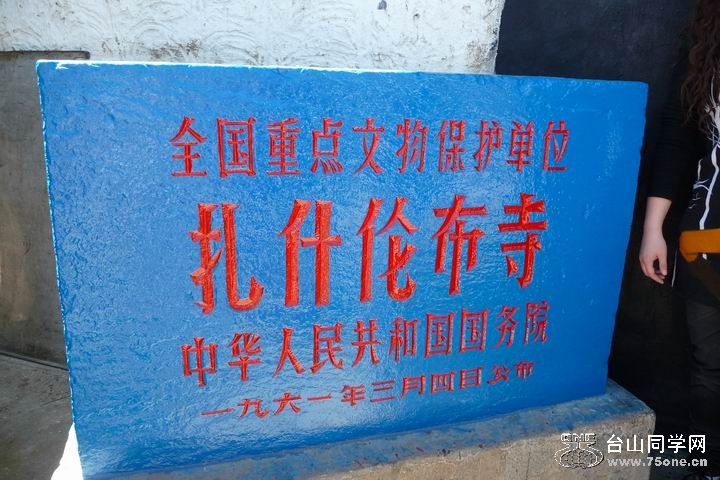 全国重点文物保护单位
扎什伦布寺
中华人民共和国国务院
一九六一年三月四日公布
台山同学网
www.75one.cn